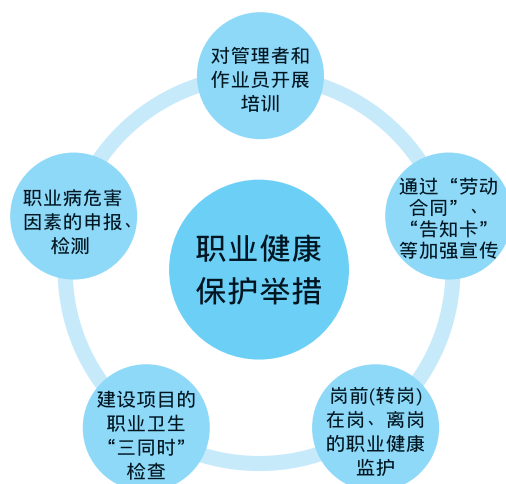 职业健康
保护举措
对管理者和
作业员开展
培训
通过“劳动
合同”、
“告知卡”
等加强宣传
岗前(转岗)
在岗、离岗
的职业健康
监护
建设项目的
职业卫生
“三同时”
检查
职业病危害
因素的申报、
检测